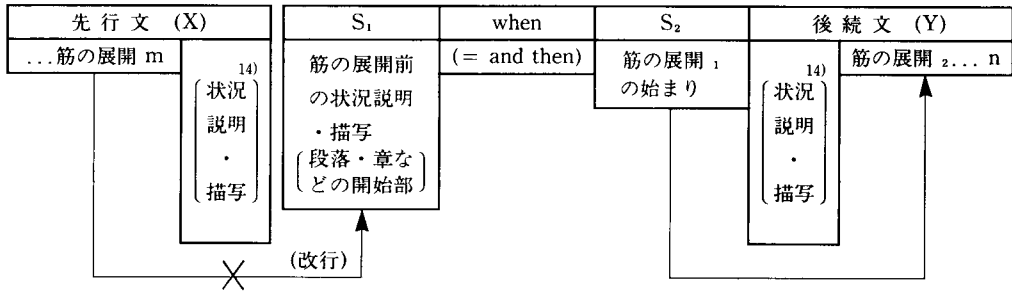 先行文 (X)
S₁
when
S₂
後続文 (Y)
…筋の展開 m
14)
状況
説明
・
描写
筋の展開前
の状況説明
・描写
段落・章な
どの開始部
(= and then)
筋の展開 ₁
の始まり
14)
状況
説明
・
描写
筋の展開 ₂… n
(改行)